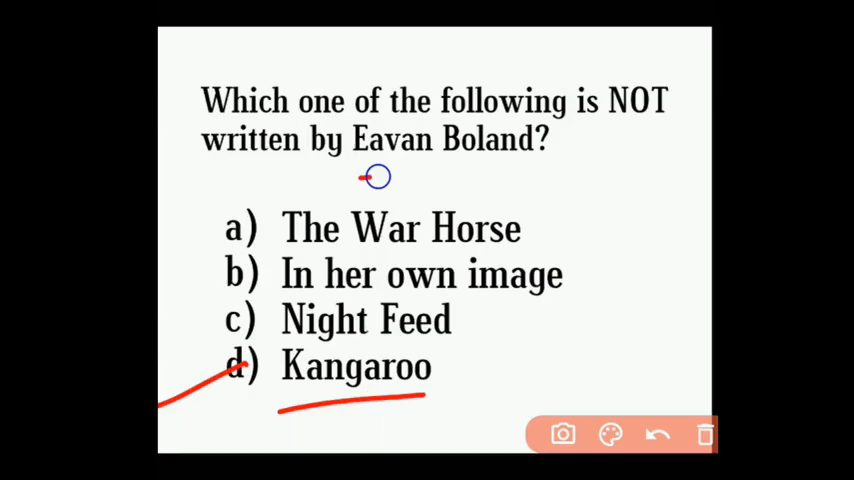 Which one of the following is NOT
written by Eavan Boland?
a) The War Horse
b) In her own image
c) Night Feed
d) Kangaroo